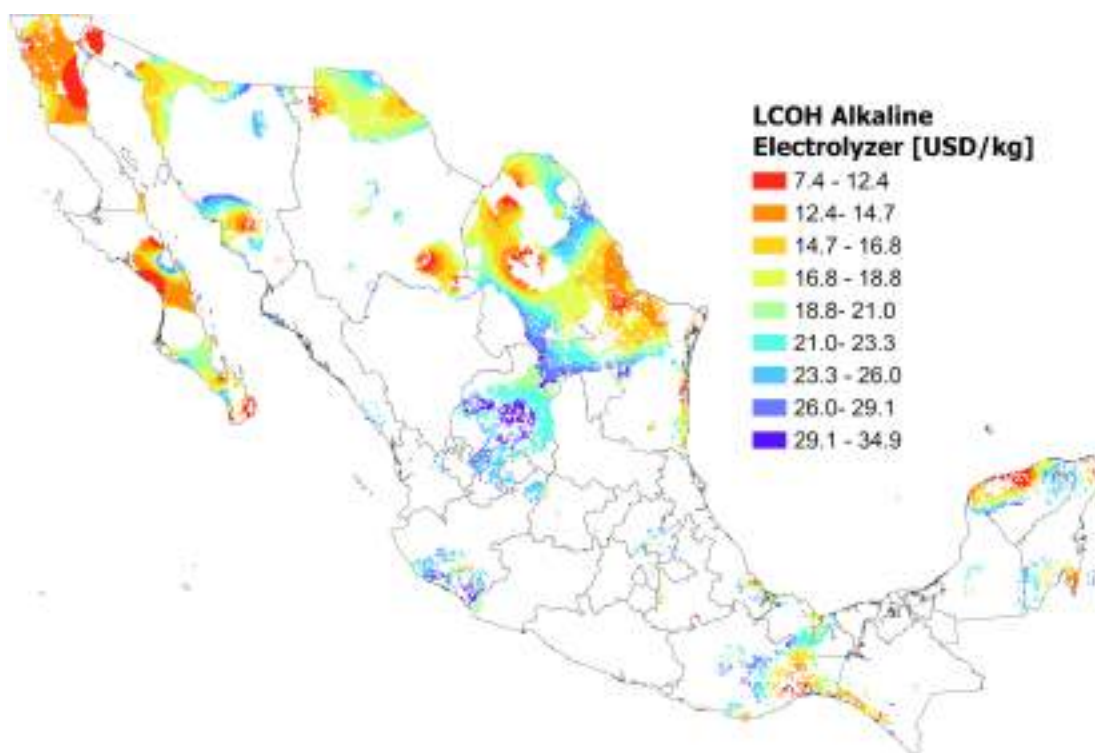 LCOH Alkaline
Electrolyzer [USD/kg]
7.4 - 12.4
12.4- 14.7
14.7 - 16.8
16.8 - 18.8
18.8- 21.0
21.0- 23.3
23.3 - 26.0
26.0- 29.1
29.1 - 34.9